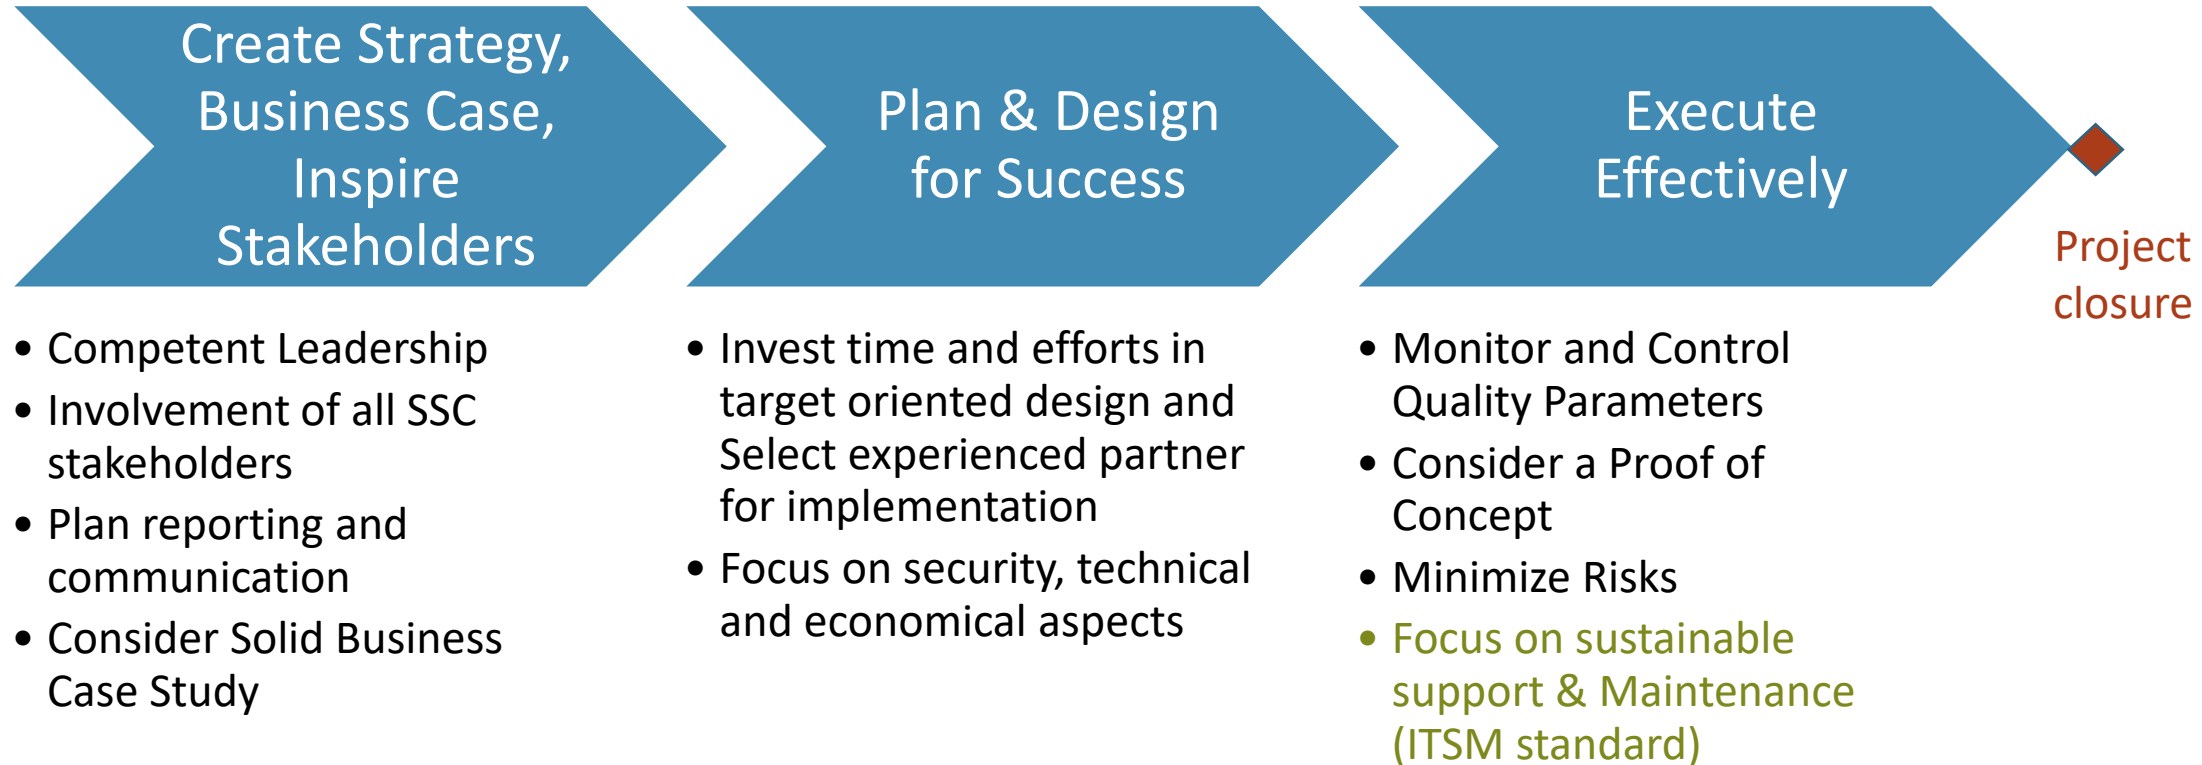 Create Strategy,
Business Case,
Inspire
Stakeholders
• Competent Leadership
• Involvement of all SSC
stakeholders
• Plan reporting and
communication
• Consider Solid Business
Case Study
Plan & Design
for Success
• Invest time and efforts in
target oriented design and
Select experienced partner
for implementation
• Focus on security, technical
and economical aspects
Execute
Effectively
• Monitor and Control
Quality Parameters
• Consider a Proof of
Concept
• Minimize Risks
• Focus on sustainable
support & Maintenance
(ITSM standard)
Project
closure